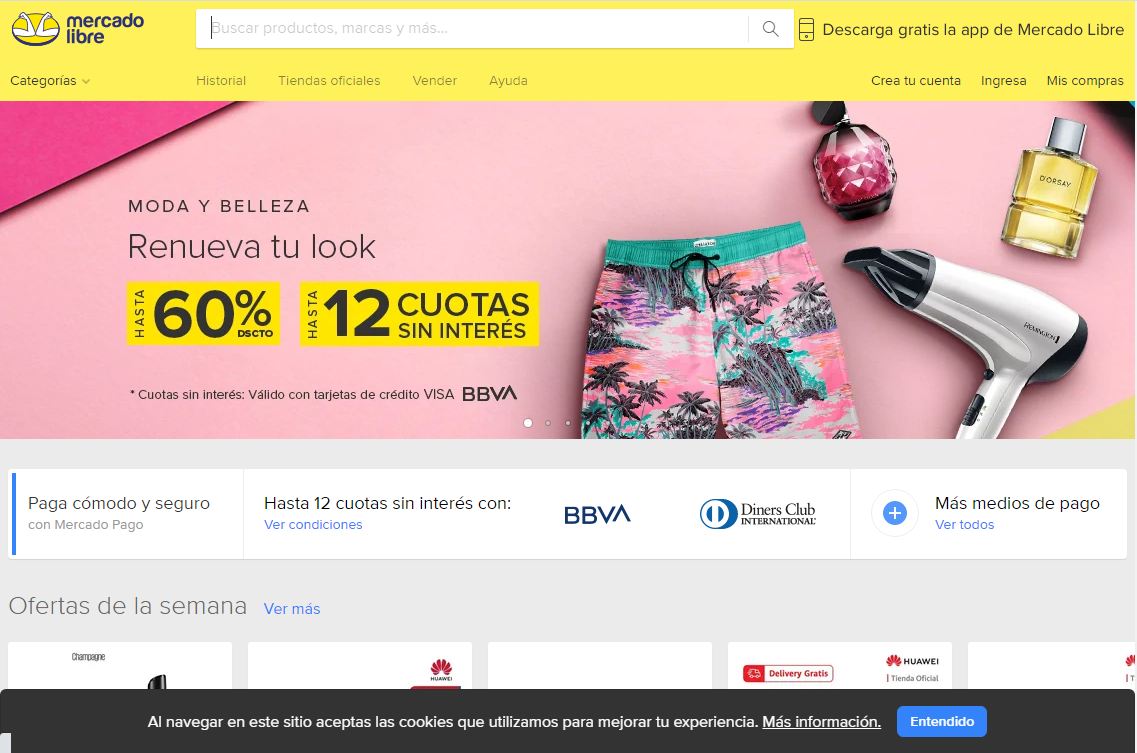 mercado
libre
Buscar productos, marcas y más...
Descarga gratis la app de Mercado Libre
Categorías
Historial
Tiendas oficiales
Vender
Ayuda
Crea tu cuenta
Ingresa
Mis compras
MODA Y BELLEZA
Renueva tu look
HASTA 60% DSCTO
HASTA 12 CUOTAS
SIN INTERÉS
* Cuotas sin interés: Válido con tarjetas de crédito VISA BBVA
D'ORSAY
REMINGTON
Paga cómodo y seguro
con Mercado Pago
Hasta 12 cuotas sin interés con:
Ver condiciones
BBVA
Diners Club
INTERNATIONAL
Más medios de pago
Ver todos
Ofertas de la semana
Ver más
Champagne
HUAWEI
Delivery Gratis
HUAWEI
| Tienda Oficial
Al navegar en este sitio aceptas las cookies que utilizamos para mejorar tu experiencia. Más información.
Entendido